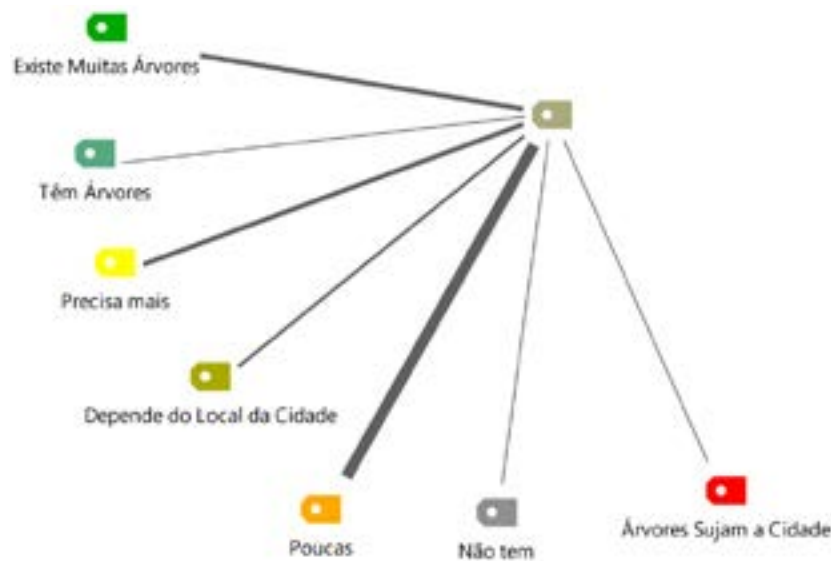 Existe Muitas Árvores
Têm Árvores
Precisa mais
Depende do Local da Cidade
Poucas
Não tem
Árvores Sujam a Cidade